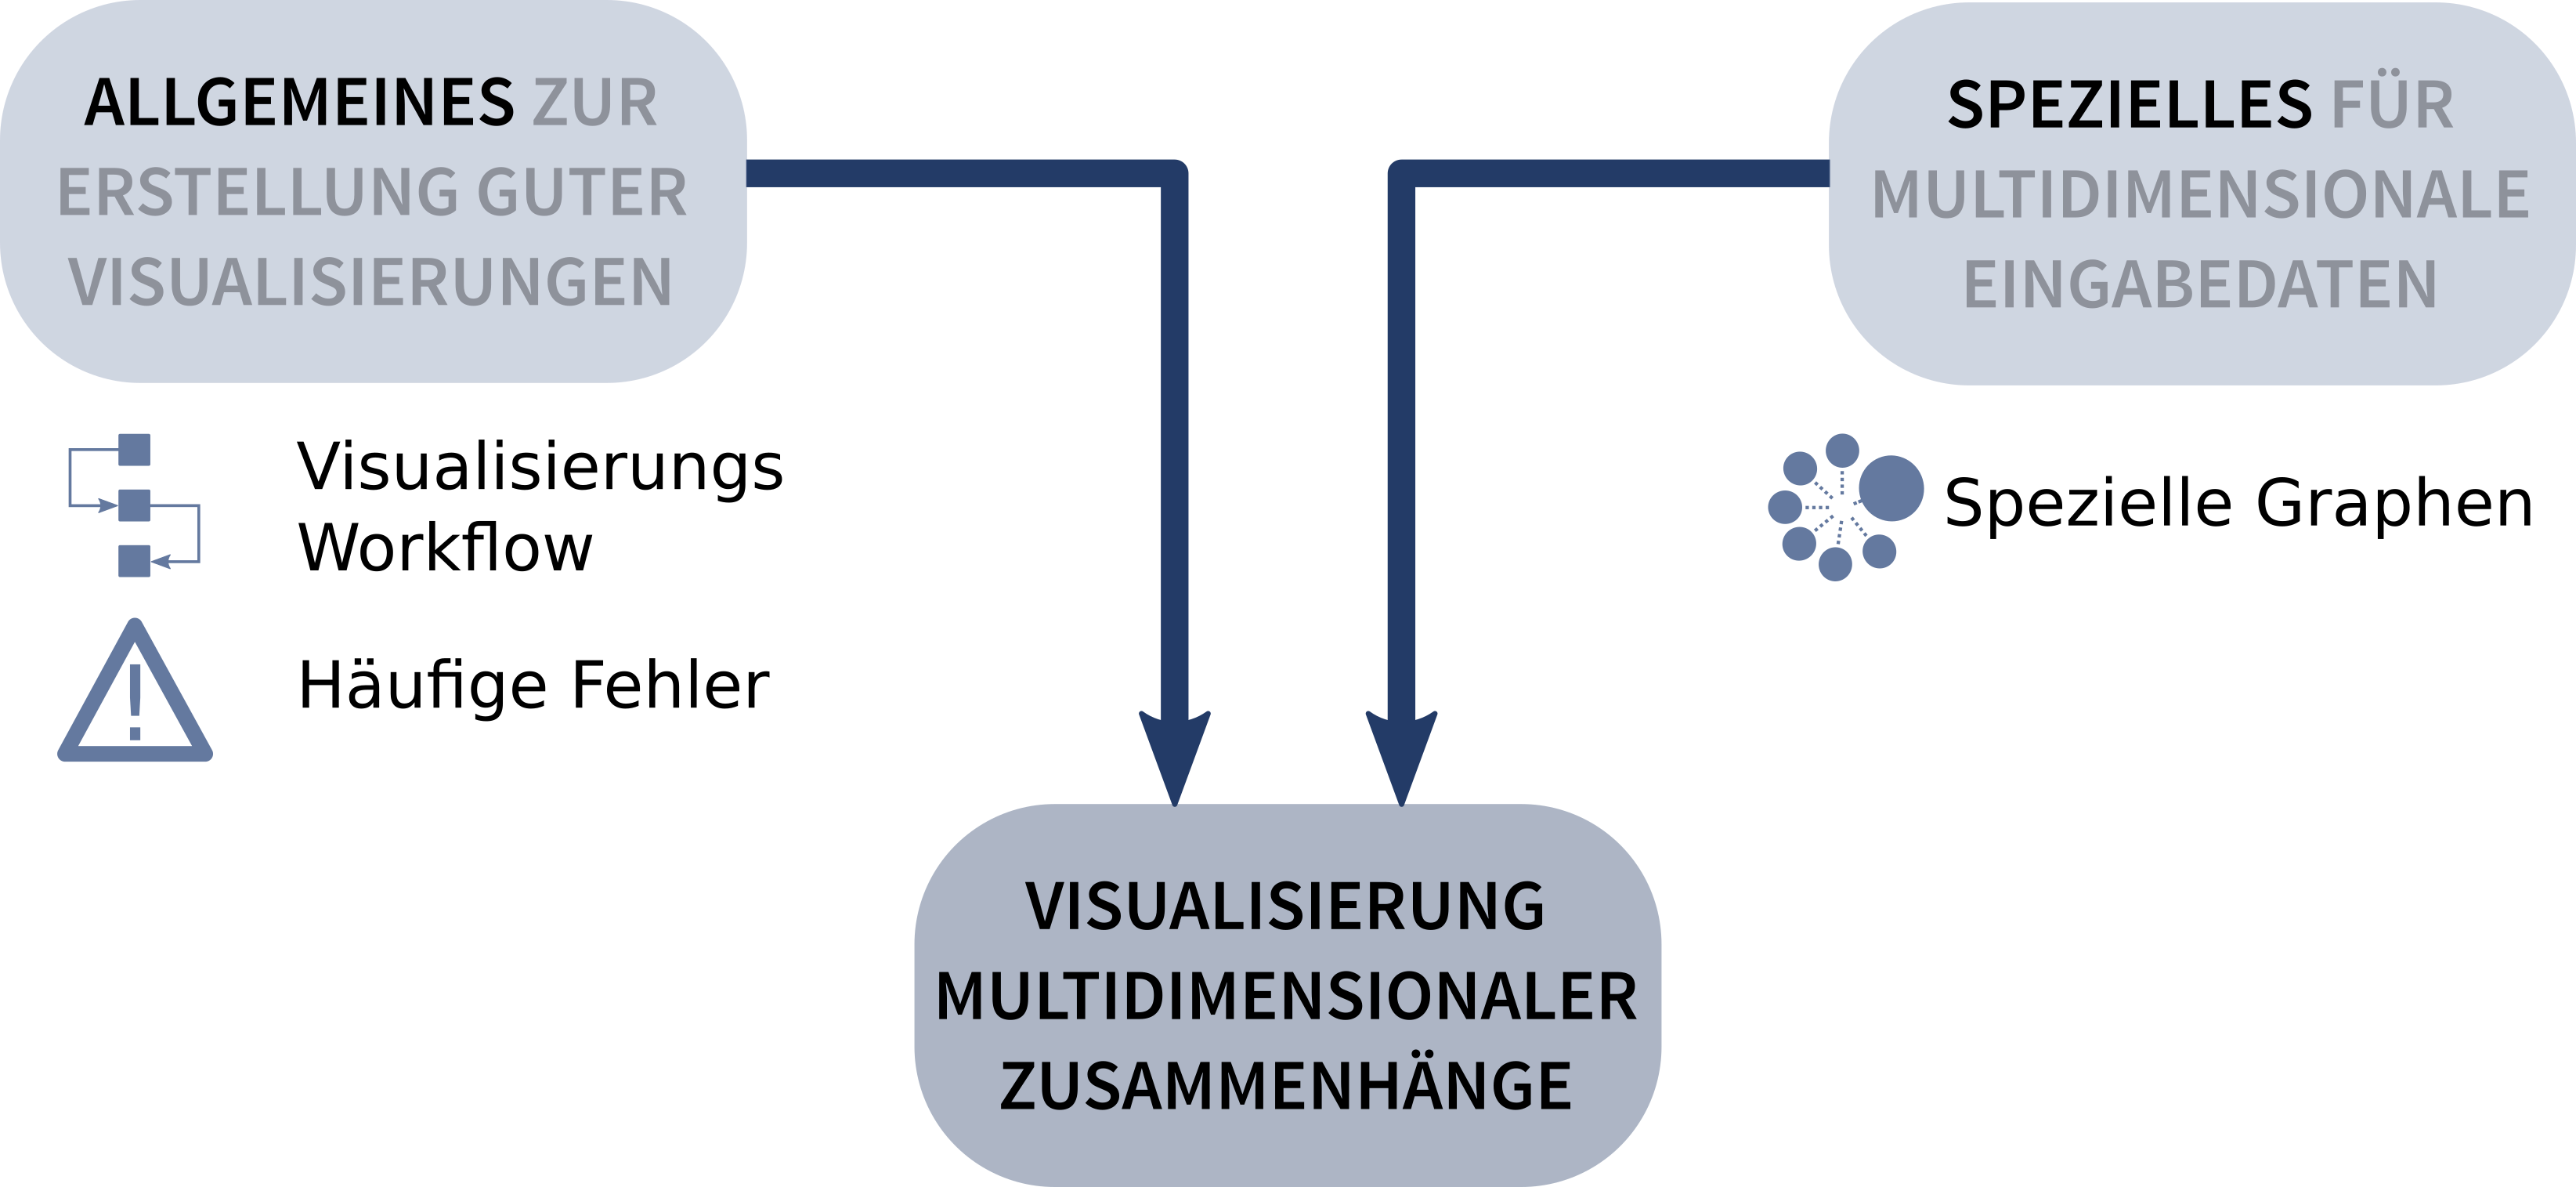 ALLGEMEINES ZUR
ERSTELLUNG GUTER
VISUALISIERUNGEN
SPEZIELLES FÜR
MULTIDIMENSIONALE
EINGABEDATEN
Visualisierungs
Workflow
Häufige Fehler
Spezielle Graphen
VISUALISIERUNG
MULTIDIMENSIONALER
ZUSAMMENHÄNGE